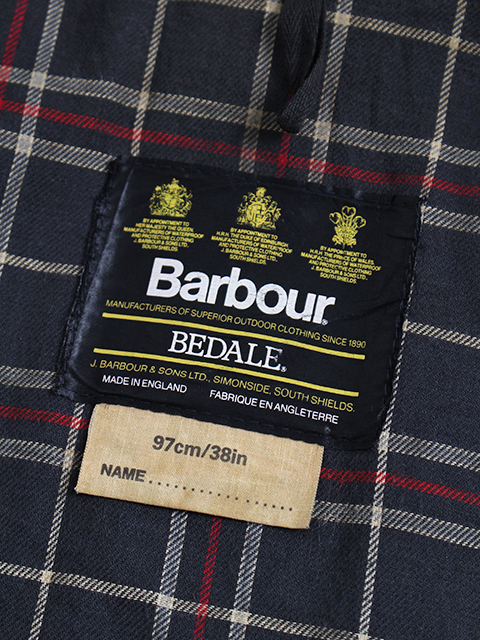 BY APPOINTMENT TO
HER MAJESTY THE QUEEN
MANUFACTURERS OF WATERPROOF
AND PROTECTIVE CLOTHING
J. BARBOUR & SONS LTD.
SOUTH SHIELDS
BY APPOINTMENT TO
H.R.H. THE DUKE OF EDINBURGH
MANUFACTURERS OF WATERPROOF
AND PROTECTIVE CLOTHING
J. BARBOUR & SONS LTD.
SOUTH SHIELDS.
BY APPOINTMENT TO
H.R.H. THE PRINCE OF WALES
MANUFACTURERS OF WATERPROOF
AND PROTECTIVE CLOTHING
J. BARBOUR & SONS LTD.
SOUTH SHIELDS
Barbour®
MANUFACTURERS OF SUPERIOR OUTDOOR CLOTHING SINCE 1890
BEDALE®
J. BARBOUR & SONS LTD., SIMONSIDE, SOUTH SHIELDS.
MADE IN ENGLAND FABRIQUE EN ANGLETERRE
97cm/38in
NAME.................